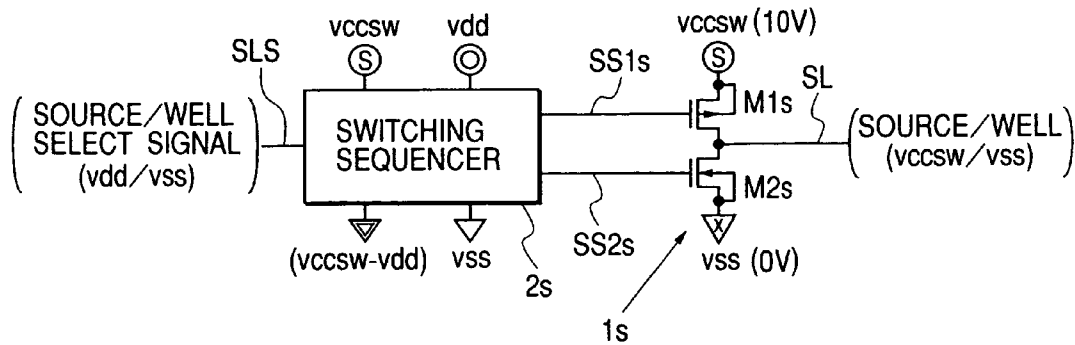 SLS
vccsw
vdd
vccsw (10V)
S
S
SS1s
M1s
SL
SOURCE/WELL
SELECT SIGNAL
(vdd/vss)
SWITCHING
SEQUENCER
SOURCE/WELL
(vccsw/vss)
M2s
SS2s
X
(vccsw-vdd)
vss
2s
vss (0V)
1s